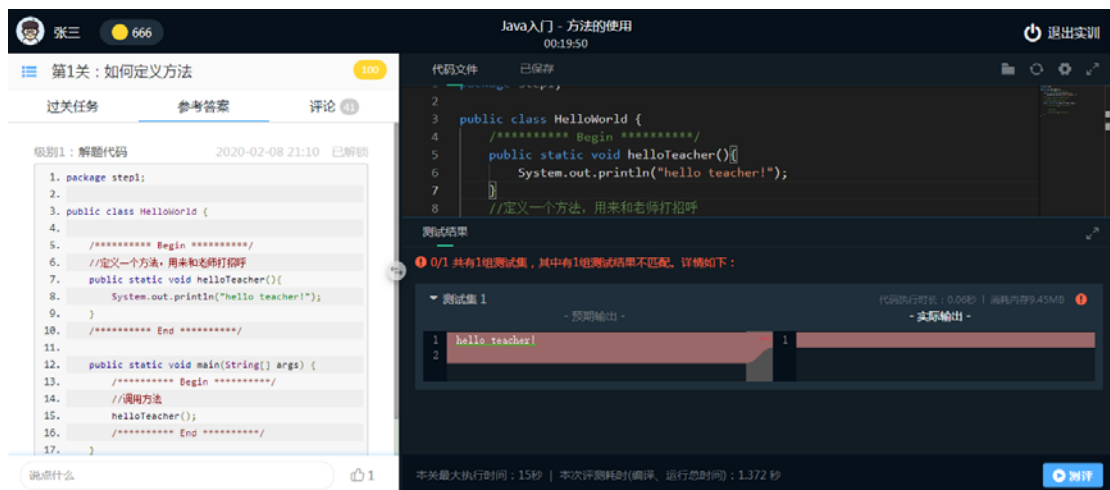 张三
666
Java入门 - 方法的使用
00:19:50
退出实训
第1关：如何定义方法
100
过关任务
参考答案
评论 41
级别1：解题代码
2020-02-08 21:10 已解锁
1. package step1;
2.
3. public class HelloWorld {
4.
5. /********** Begin **********/
6. //定义一个方法，用来和老师打招呼
7. public static void helloTeacher(){
8. System.out.println("hello teacher!");
9. }
10. /********** End **********/
11.
12. public static void main(String[] args) {
13. /********** Begin **********/
14. //调用方法
15. helloTeacher();
16. /********** End **********/
17. }
说点什么
1
代码文件
已保存
package step1;
2
3 public class HelloWorld {
4 /********** Begin **********/
5 public static void helloTeacher(){
6 System.out.println("hello teacher!");
7 }
8 //定义一个方法，用来和老师打招呼
测试结果
0/1 共有1组测试集，其中有1组测试结果不匹配。详情如下：
测试集 1
代码执行时长：0.06秒 | 消耗内存9.45MB
- 预期输出 -
- 实际输出 -
1 hello teacher!
2
1
本关最大执行时间：15秒 | 本次评测耗时(编译、运行总时间)：1.372 秒
测评